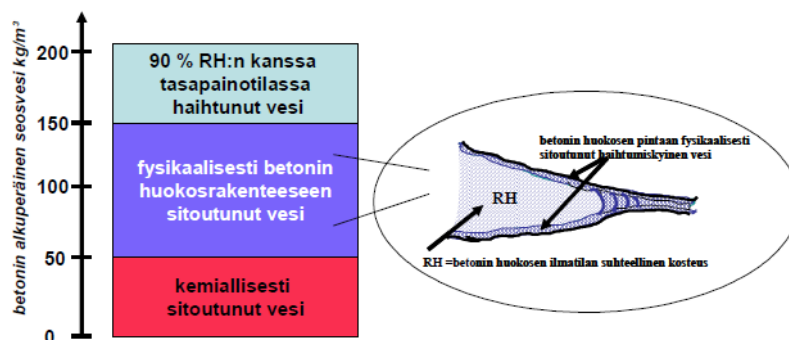 betonin alkuperäinen seosvesi kg/m³
200
150
100
50
0
90 % RH:n kanssa
tasapainotilassa
haihtunut vesi
fysikaalisesti betonin
huokosrakenteeseen
sitoutunut vesi
kemiallisesti
sitoutunut vesi
betonin huokosen pintaan fysikaalisesti
sitoutunut haihtumiskyinen vesi
RH
RH =betonin huokosen ilmatilan suhteellinen kosteus